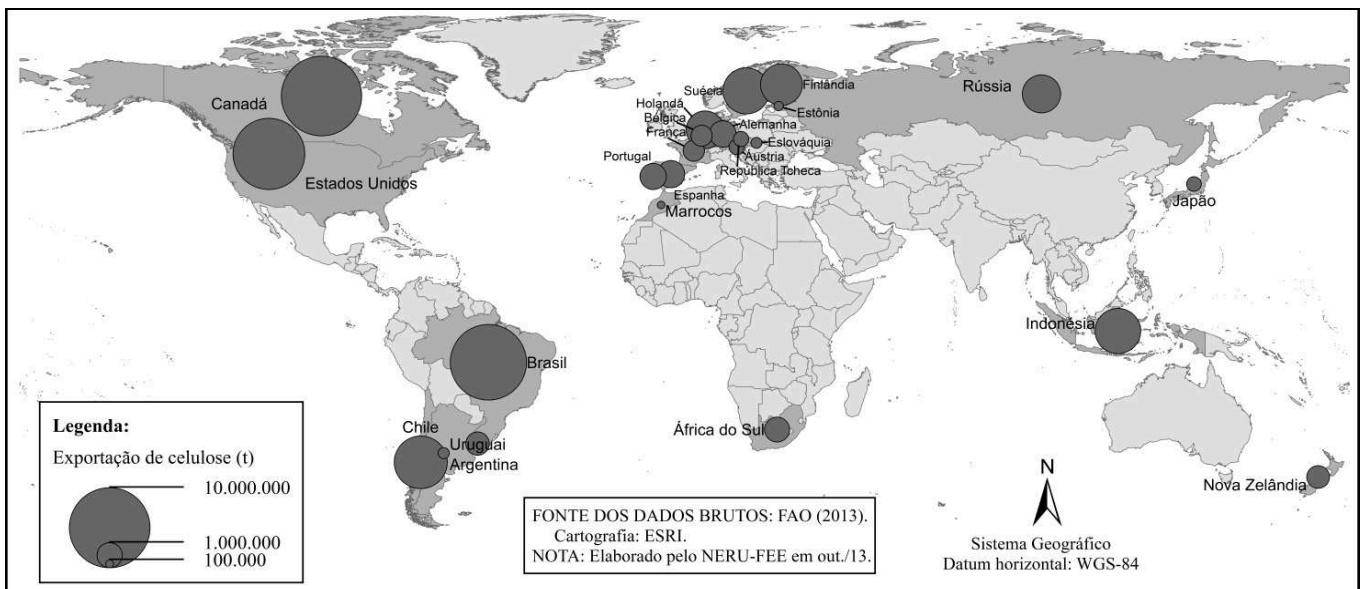 Canadá
Estados Unidos
Suécia
Finlândia
Estônia
Holanda
Bélgica
França
Alemanha
Eslováquia
Áustria
República Tcheca
Portugal
Espanha
Marrocos
Rússia
Japão
Indonésia
Brasil
Chile
Uruguai
Argentina
África do Sul
Nova Zelândia
Legenda:
Exportação de celulose (t)
10.000.000
1.000.000
100.000
FONTE DOS DADOS BRUTOS: FAO (2013).
Cartografia: ESRI.
NOTA: Elaborado pelo NERU-FEE em out./13.
N
Sistema Geográfico
Datum horizontal: WGS-84